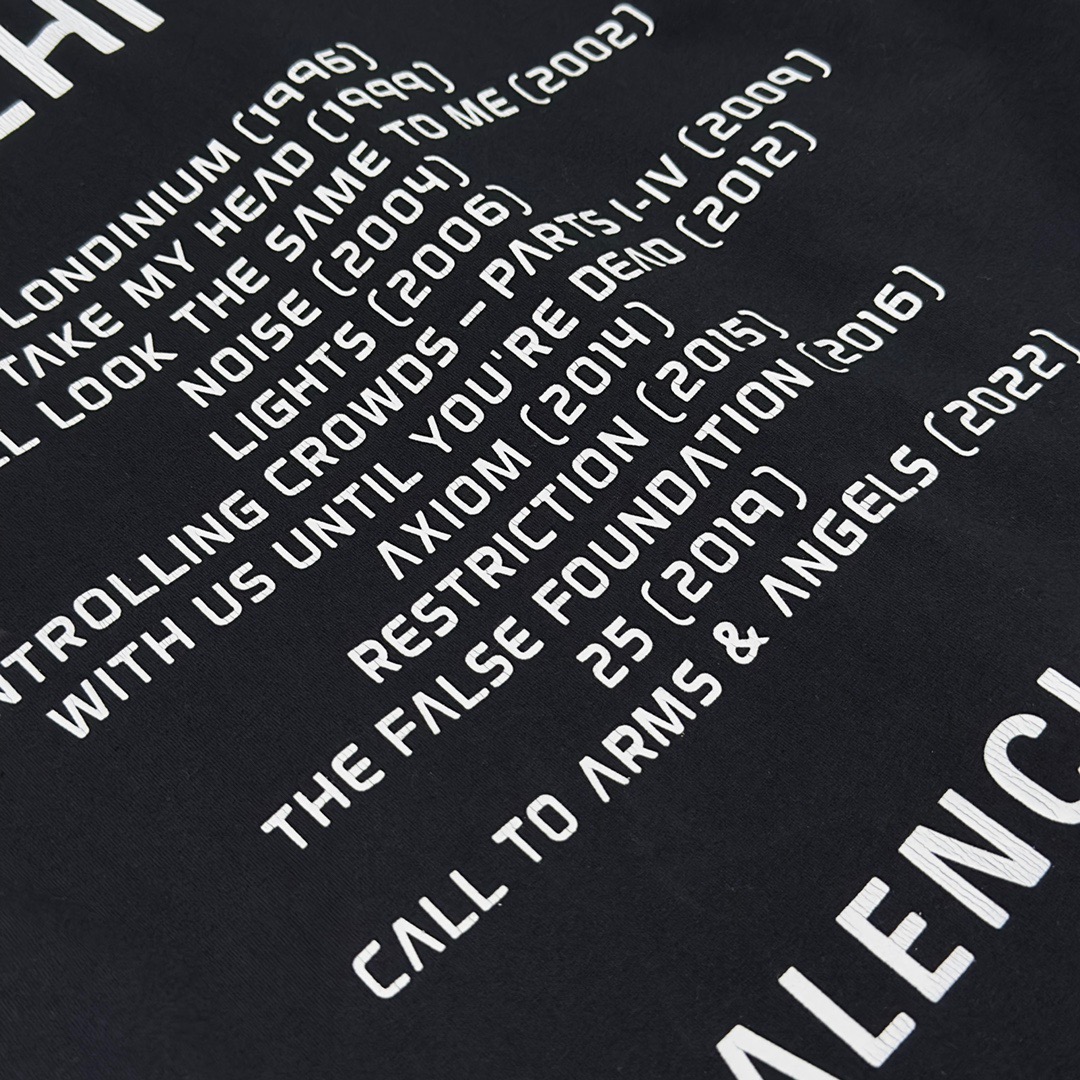 LONDINIUM (1996)
TAKE MY HEAD (1999)
LOOK THE SAME TO ME (2002)
NOISE (2004)
LIGHTS (2006)
NTROLLING CROWDS – PARTS I-IV (2009)
WITH US UNTIL YOU'RE DEAD (2012)
AXIOM (2014)
RESTRICTION (2015)
THE FALSE FOUNDATION (2016)
25 (2019)
CALL TO ARMS & ANGELS (2022)
ALENC